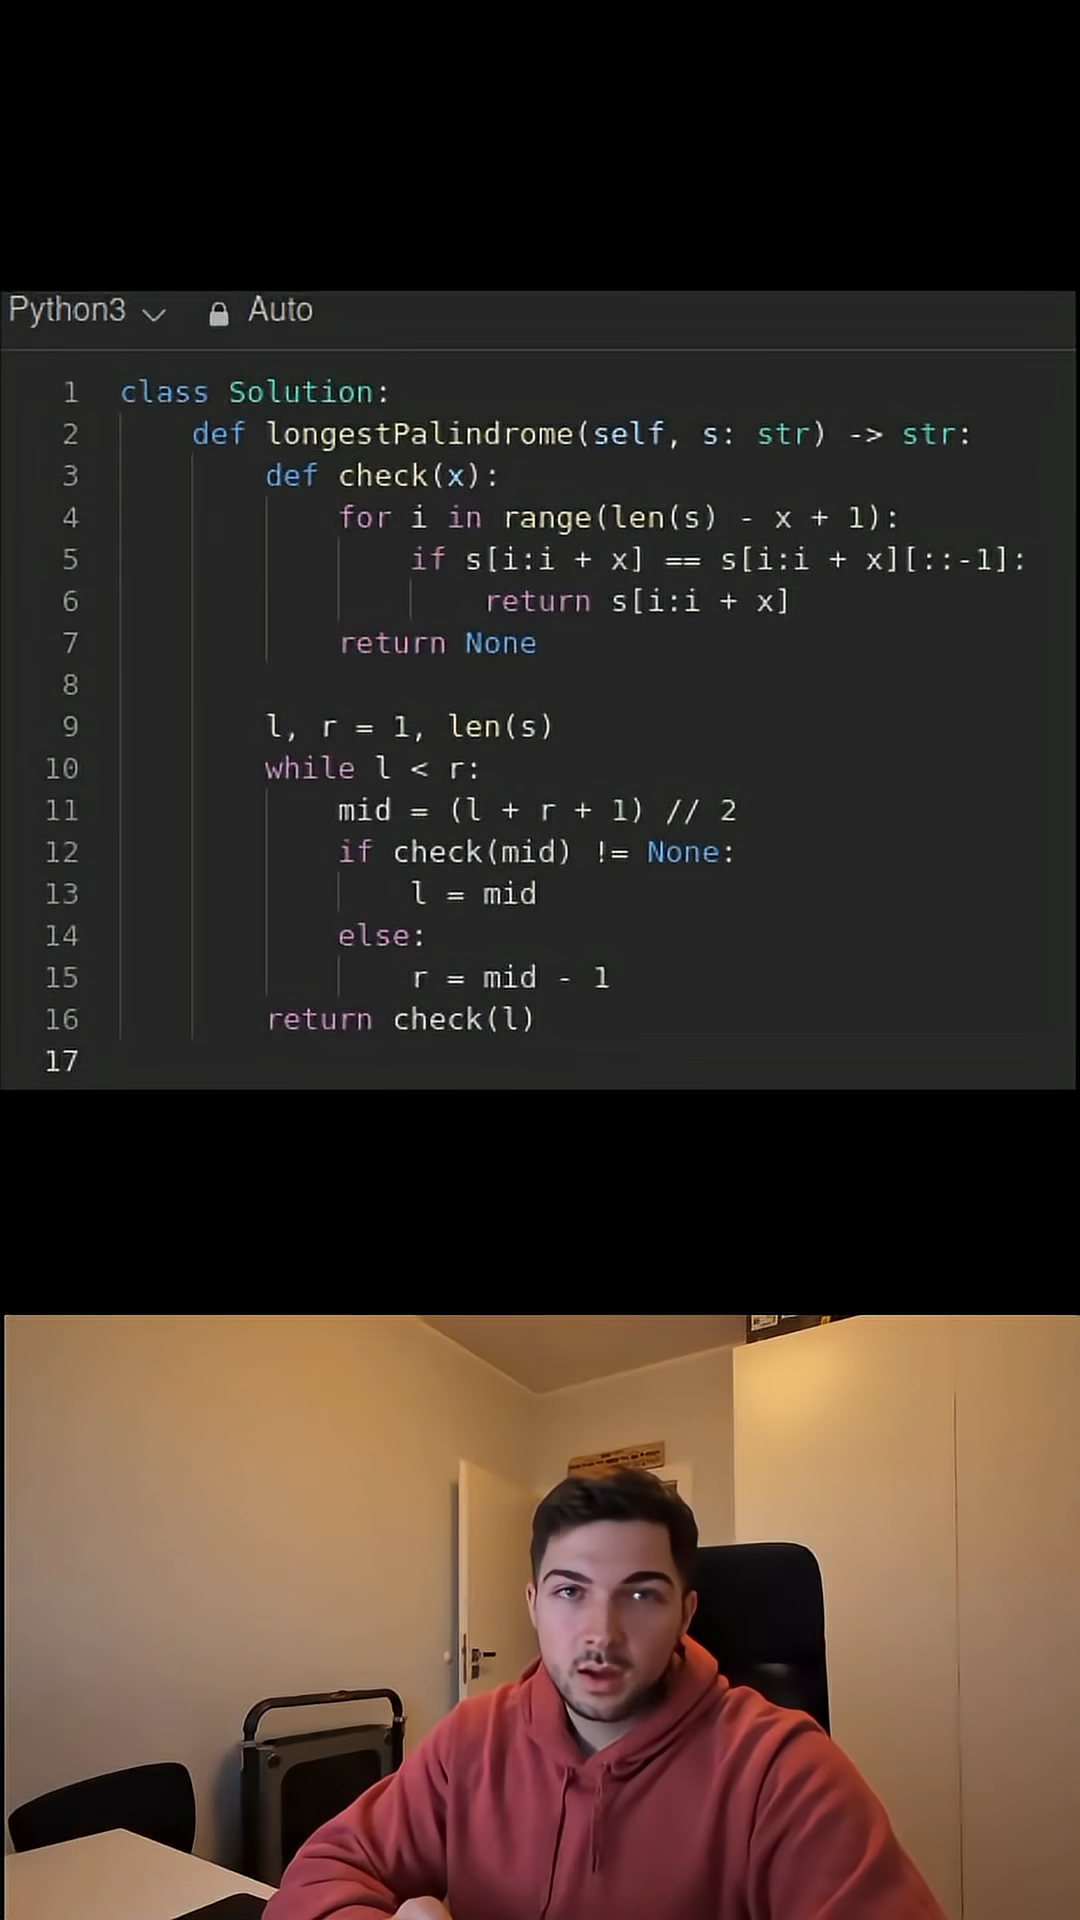 Python3 Auto
1 class Solution:
2 def longestPalindrome(self, s: str) -> str:
3 def check(x):
4 for i in range(len(s) - x + 1):
5 if s[i:i + x] == s[i:i + x][::-1]:
6 return s[i:i + x]
7 return None
8
9 l, r = 1, len(s)
10 while l < r:
11 mid = (l + r + 1) // 2
12 if check(mid) != None:
13 l = mid
14 else:
15 r = mid - 1
16 return check(l)
17